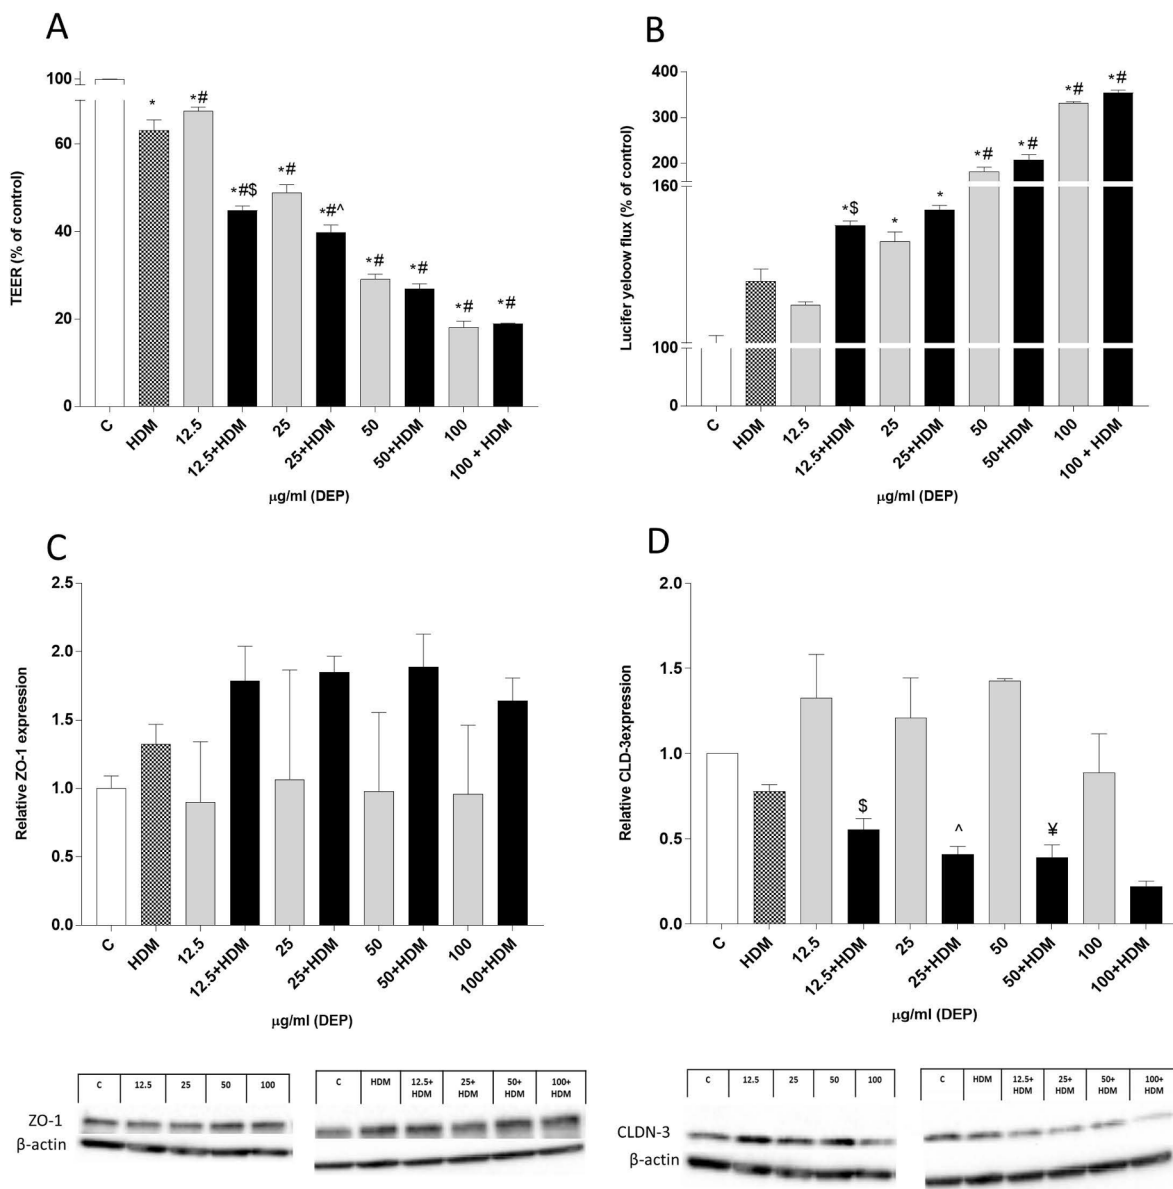 A
TEER (% of control)
100
60
40
20
0
*
*#
*#$
*#
*#^
*#
*#
*#
*#
C
HDM
12.5
12.5+HDM
25
25+HDM
50
50+HDM
100
100 + HDM
μg/ml (DEP)
B
Lucifer yeloow flux (% of control)
400
300
200
160
100
0
*$
*
*
*#
*#
*#
*#
C
HDM
12.5
12.5+HDM
25
25+HDM
50
50+HDM
100
100 + HDM
μg/ml (DEP)
C
Relative ZO-1 expression
2.5
2.0
1.5
1.0
0.5
0.0
C
HDM
12.5
12.5+HDM
25
25+HDM
50
50+HDM
100
100+HDM
μg/ml (DEP)
D
Relative CLD-3expression
2.0
1.5
1.0
0.5
0.0
$
^
¥
C
HDM
12.5
12.5+HDM
25
25+HDM
50
50+HDM
100
100+HDM
μg/ml (DEP)
C 12.5 25 50 100
C HDM 12.5+ HDM 25+ HDM 50+ HDM 100+ HDM
ZO-1
β-actin
C 12.5 25 50 100
C HDM 12.5+ HDM 25+ HDM 50+ HDM 100+ HDM
CLDN-3
β-actin